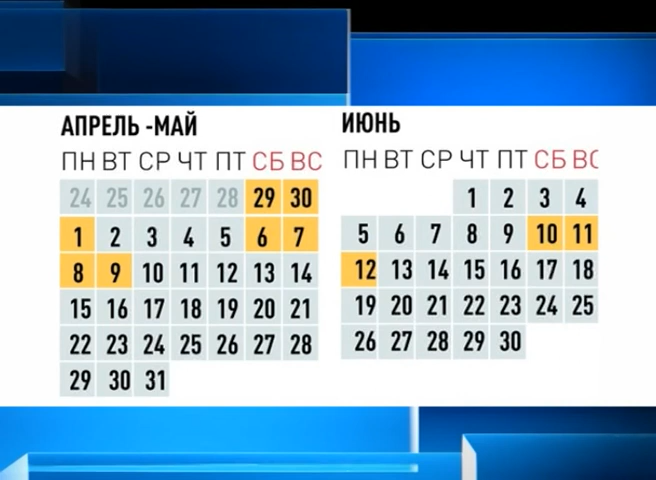 АПРЕЛЬ -МАЙ
ПН ВТ СР ЧТ ПТ СБ ВС
24 25 26 27 28 29 30
1 2 3 4 5 6 7
8 9 10 11 12 13 14
15 16 17 18 19 20 21
22 23 24 25 26 27 28
29 30 31
ИЮНЬ
ПН ВТ СР ЧТ ПТ СБ ВС
1 2 3 4
5 6 7 8 9 10 11
12 13 14 15 16 17 18
19 20 21 22 23 24 25
26 27 28 29 30